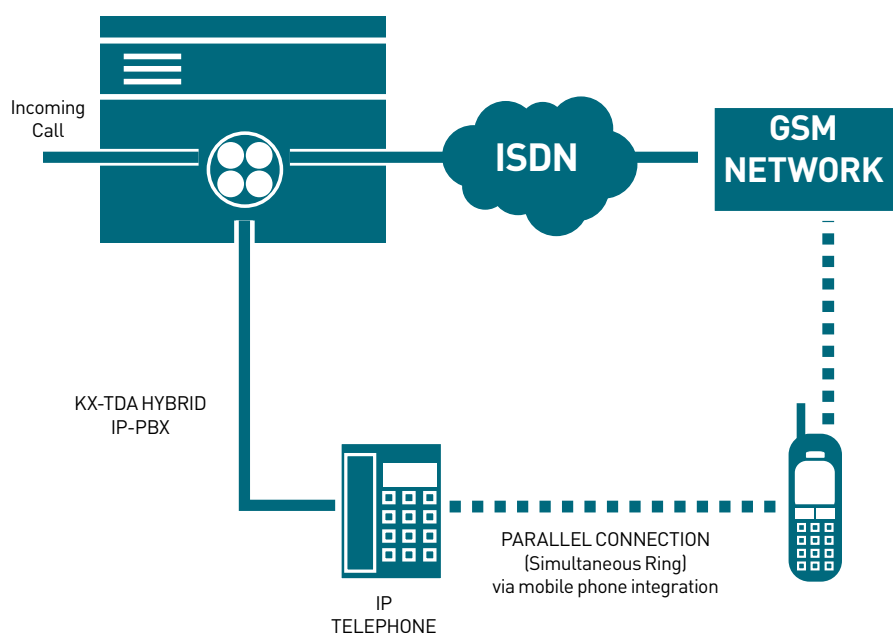 Incoming
Call
ISDN
GSM
NETWORK
KX-TDA HYBRID
IP-PBX
PARALLEL CONNECTION
(Simultaneous Ring)
via mobile phone integration
IP
TELEPHONE